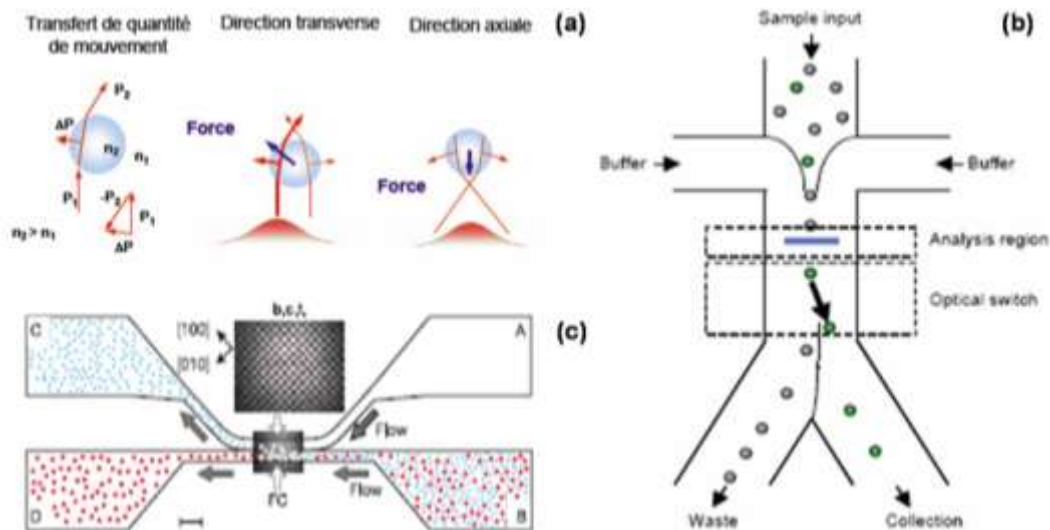 Transfert de quantité
de mouvement
Direction transverse
Direction axiale
(a)
P₂
ΔP
n₂
n₁
P₁
-P₂
P₁
n₂ > n₁
ΔP
Force
Force
Sample input
(b)
Buffer
Buffer
Analysis region
Optical switch
Waste
Collection
(c)
C
[100]
[010]
A
Flow
Flow
D
B